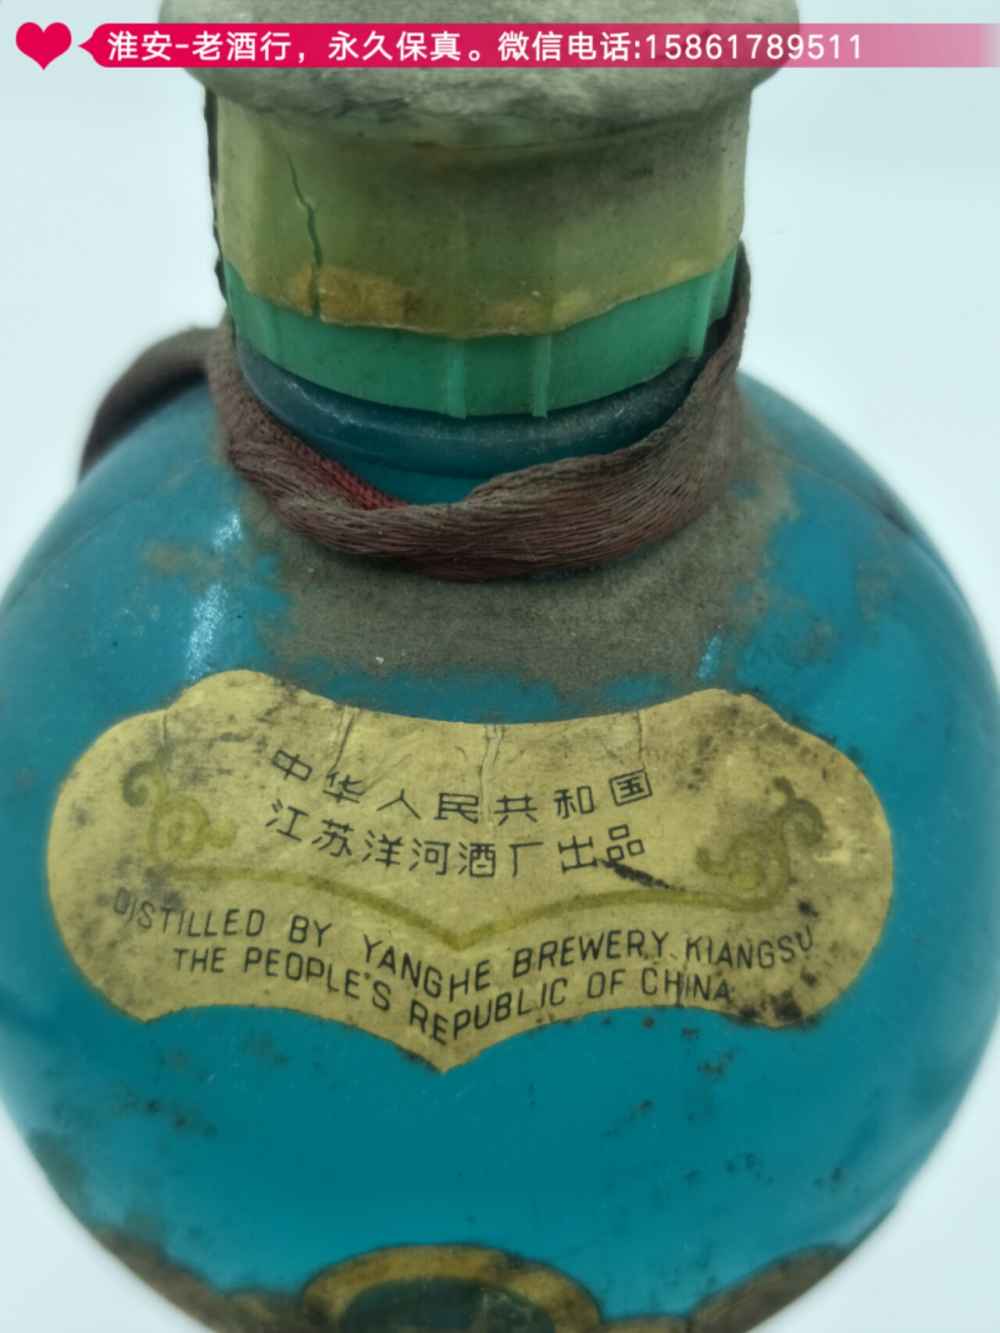 淮安-老酒行，永久保真。微信电话:15861789511
中华人民共和国
江苏洋河酒厂出品
DISTILLED BY YANGHE BREWERY, KIANGSU
THE PEOPLE'S REPUBLIC OF CHINA